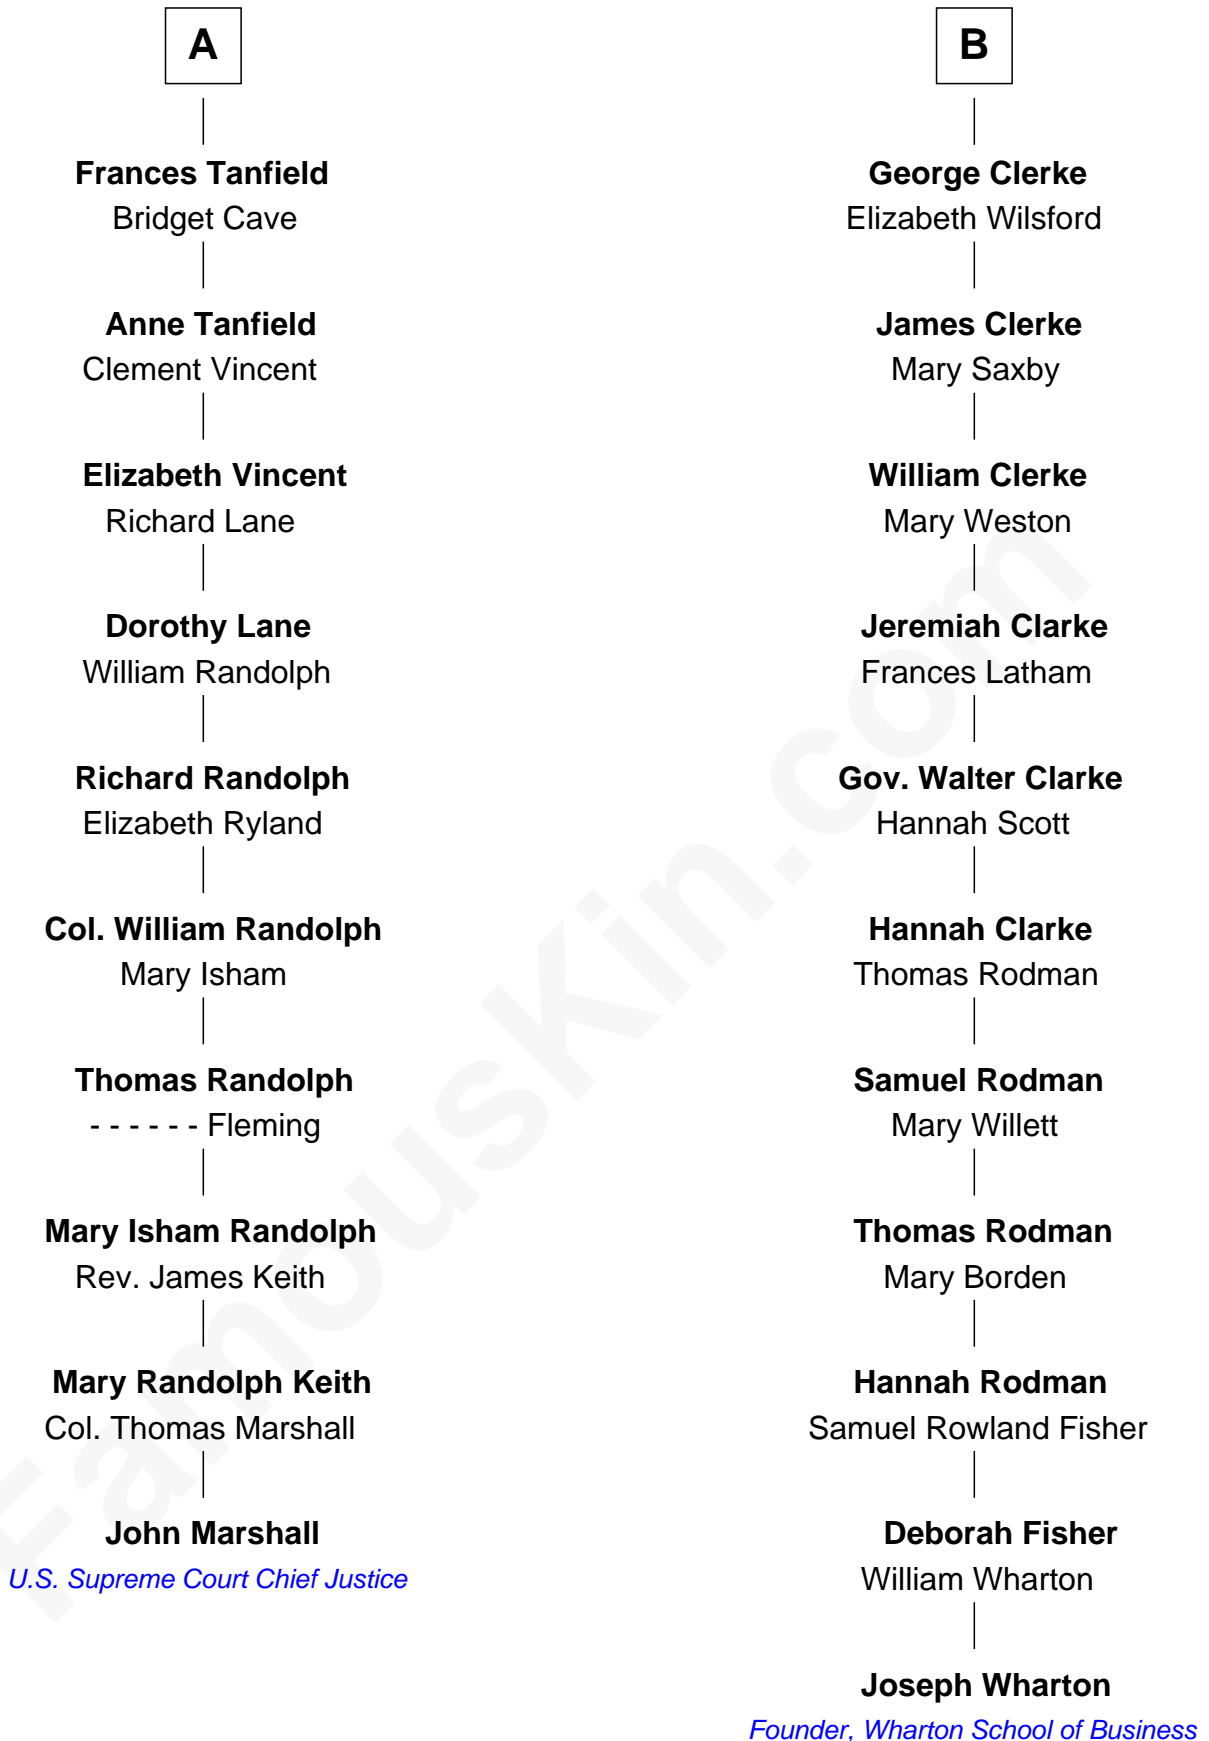 A
Frances Tanfield
Bridget Cave
Anne Tanfield
Clement Vincent
Elizabeth Vincent
Richard Lane
Dorothy Lane
William Randolph
Richard Randolph
Elizabeth Ryland
Col. William Randolph
Mary Isham
Thomas Randolph
- - - - - - Fleming
Mary Isham Randolph
Rev. James Keith
Mary Randolph Keith
Col. Thomas Marshall
John Marshall
U.S. Supreme Court Chief Justice
B
George Clerke
Elizabeth Wilsford
James Clerke
Mary Saxby
William Clerke
Mary Weston
Jeremiah Clarke
Frances Latham
Gov. Walter Clarke
Hannah Scott
Hannah Clarke
Thomas Rodman
Samuel Rodman
Mary Willett
Thomas Rodman
Mary Borden
Hannah Rodman
Samuel Rowland Fisher
Deborah Fisher
William Wharton
Joseph Wharton
Founder, Wharton School of Business
FamousKin.com